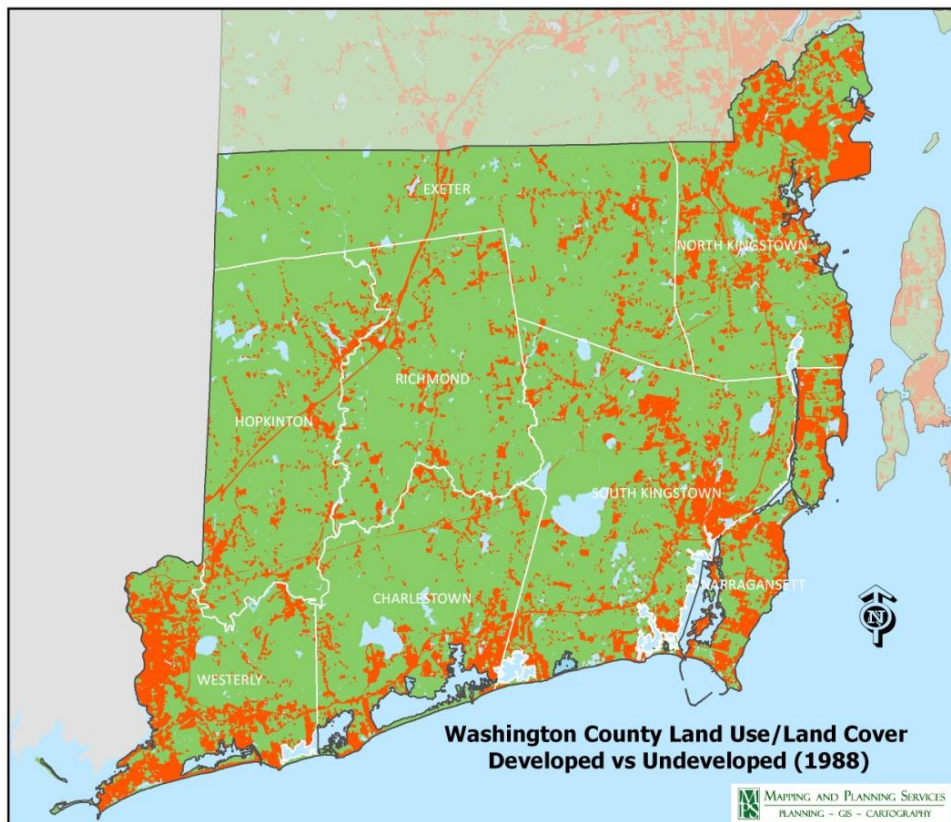 EXETER
NORTH KINGSTOWN
RICHMOND
HOPKINTON
SOUTH KINGSTOWN
NARRAGANSETT
CHARLESTOWN
WESTERLY
N
Washington County Land Use/Land Cover
Developed vs Undeveloped (1988)
MPS
MAPPING AND PLANNING SERVICES
PLANNING ~ GIS ~ CARTOGRAPHY